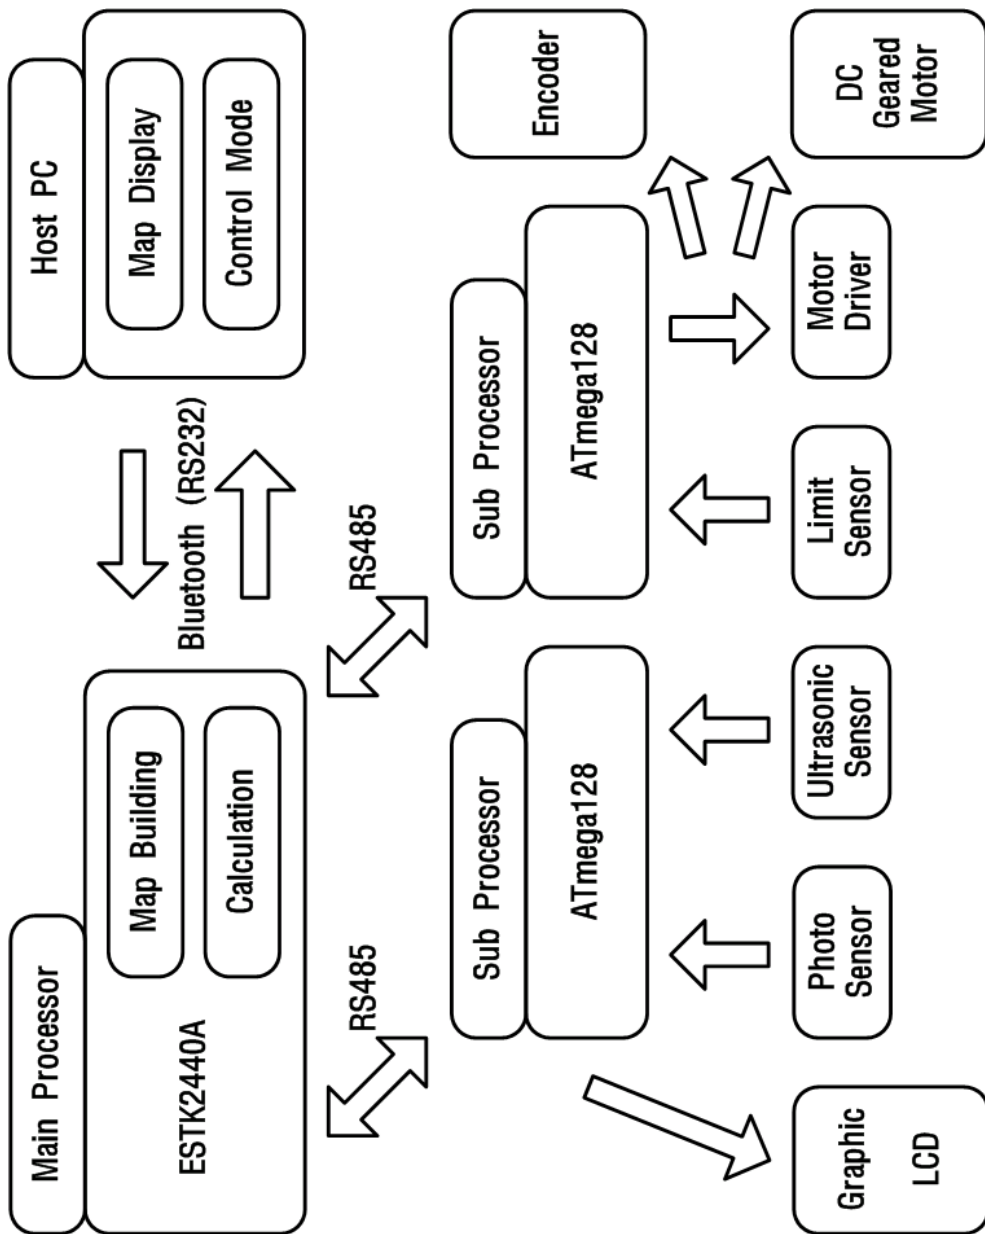 Main Processor
ESTK2440A
Map Building
Calculation
Bluetooth (RS232)
Host PC
Map Display
Control Mode
RS485
RS485
Sub Processor
ATmega128
Sub Processor
ATmega128
Encoder
Graphic
LCD
Photo
Sensor
Ultrasonic
Sensor
Limit
Sensor
Motor
Driver
DC
Geared
Motor